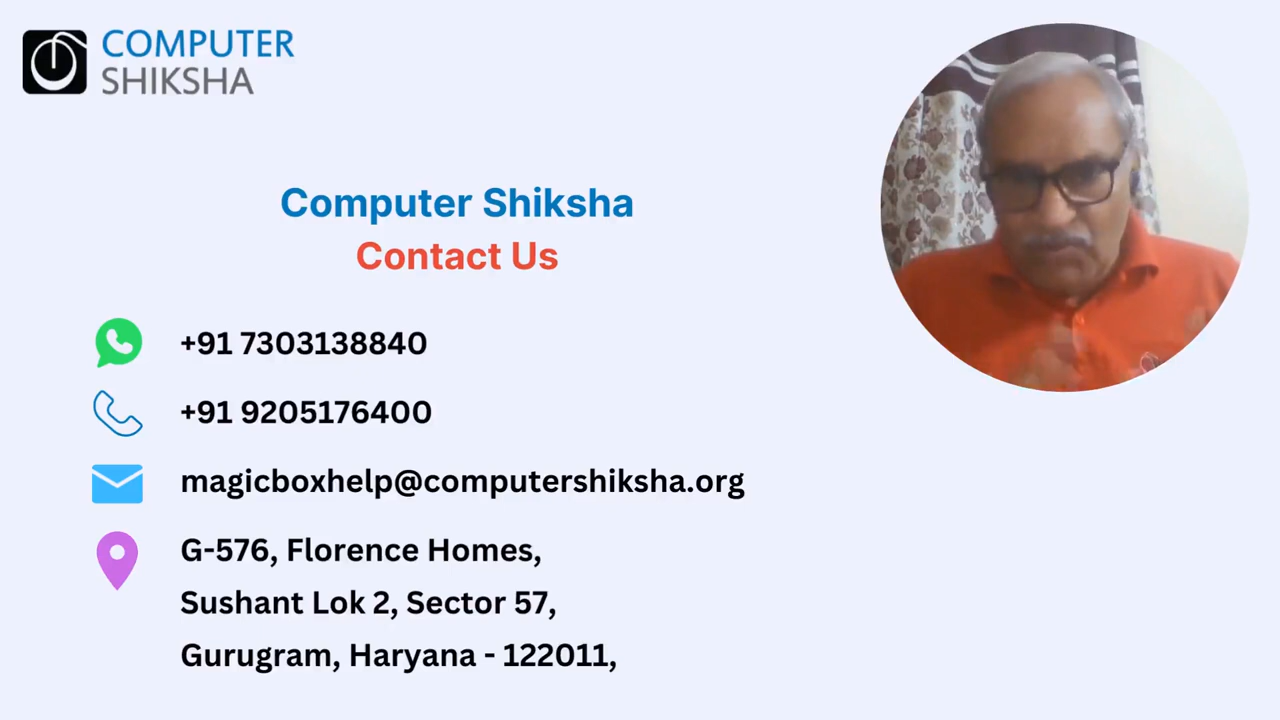 COMPUTER
SHIKSHA
Computer Shiksha
Contact Us
+91 7303138840
+91 9205176400
magicboxhelp@computershiksha.org
G-576, Florence Homes,
Sushant Lok 2, Sector 57,
Gurugram, Haryana - 122011,